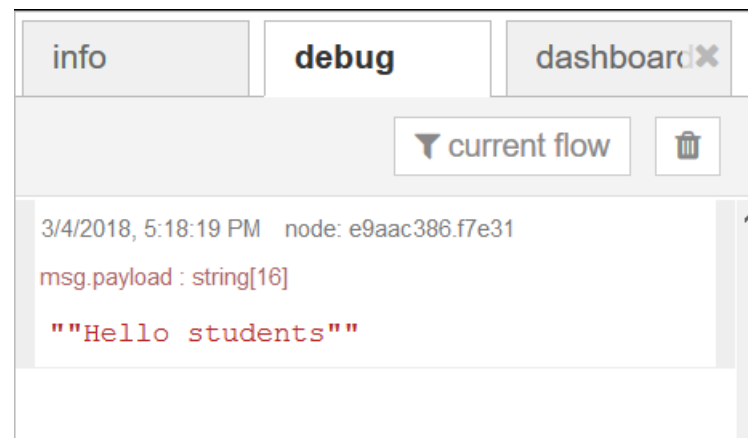 info debug dashboard
current flow
3/4/2018, 5:18:19 PM node: e9aac386.f7e31
msg.payload : string[16]
""Hello students""